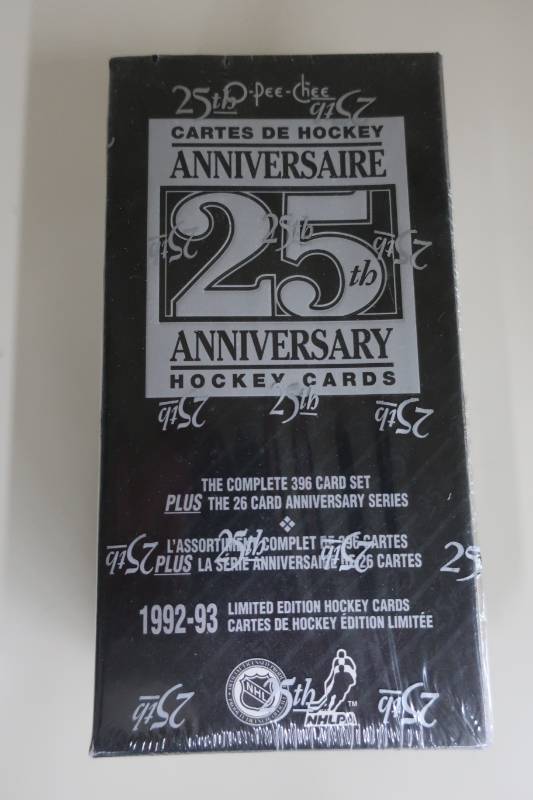 O-Pee-Chee
25th
25th
CARTES DE HOCKEY
ANNIVERSAIRE
25th
25th
25th
25th
ANNIVERSARY
HOCKEY CARDS
25th
25th
25th
THE COMPLETE 396 CARD SET
PLUS THE 26 CARD ANNIVERSARY SERIES
L'ASSORTIMENT COMPLET DE 396 CARTES
PLUS LA SÉRIE ANNIVERSAIRE DE 26 CARTES
25th
25th
25th
25
1992-93 LIMITED EDITION HOCKEY CARDS
CARTES DE HOCKEY ÉDITION LIMITÉE
NHL
NHLPA
TM
25th
25th
25th